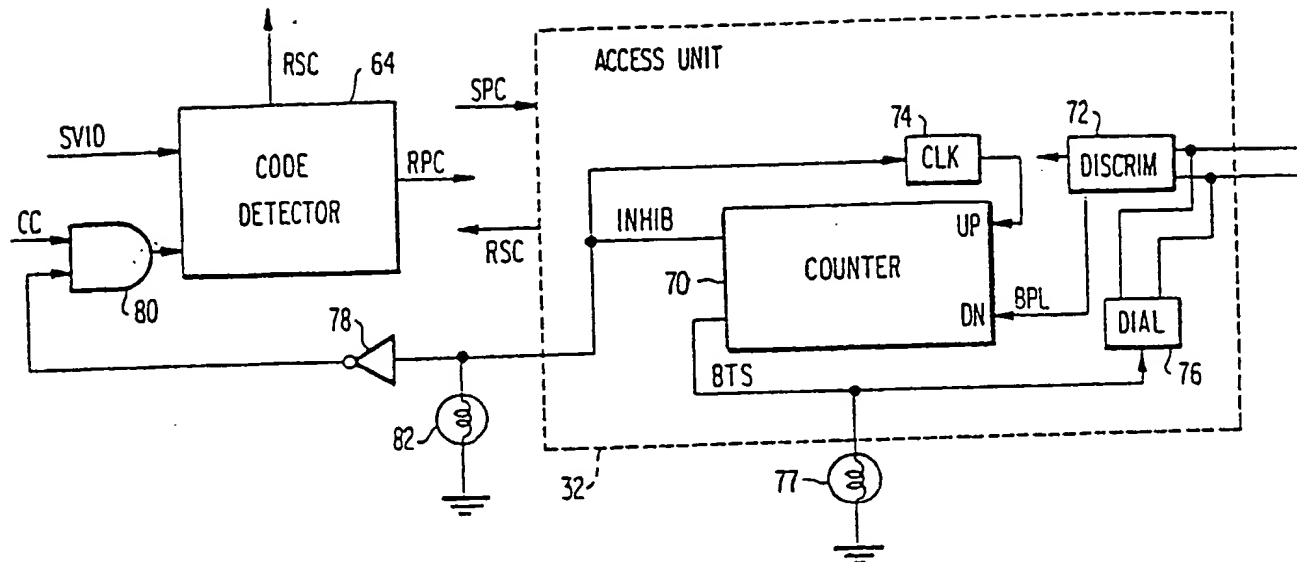 RSC
64
SVID
CODE
DETECTOR
RPC
CC
80
78
82
SPC
RSC
ACCESS UNIT
74
CLK
72
DISCRIM
INHIB
UP
70
COUNTER
DN
BPL
DIAL
76
BTS
77
32